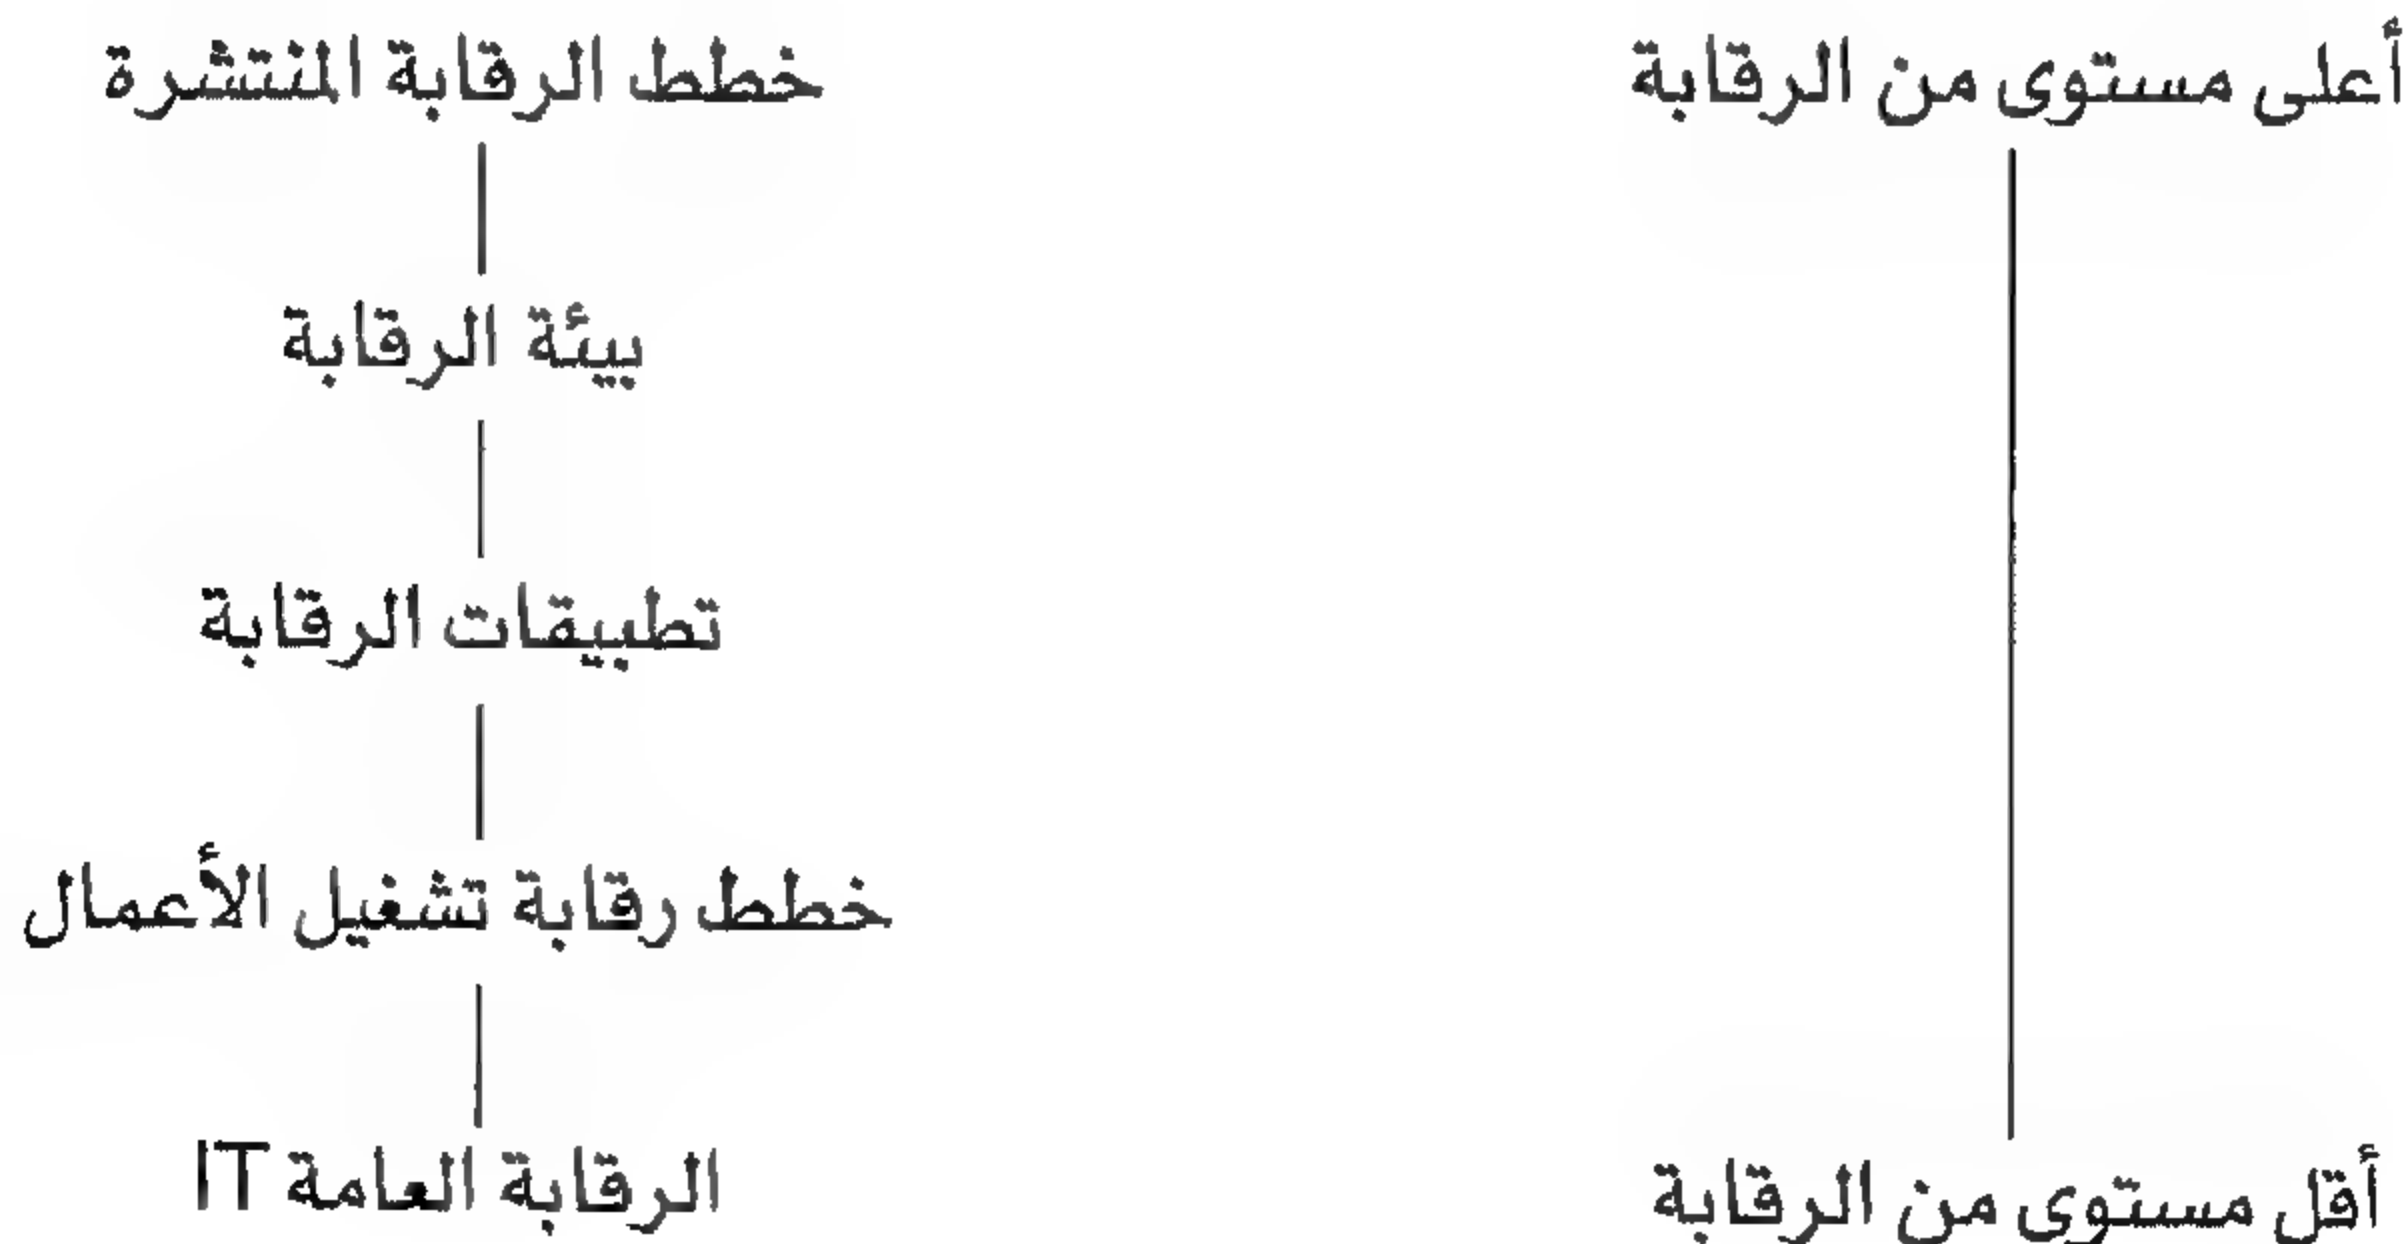 أعلى مستوى من الرقابة
خطط الرقابة المنتشرة
بيئة الرقابة
تطبيقات الرقابة
خطط رقابة تشغيل الأعمال
أقل مستوى من الرقابة
الرقابة العامة IT